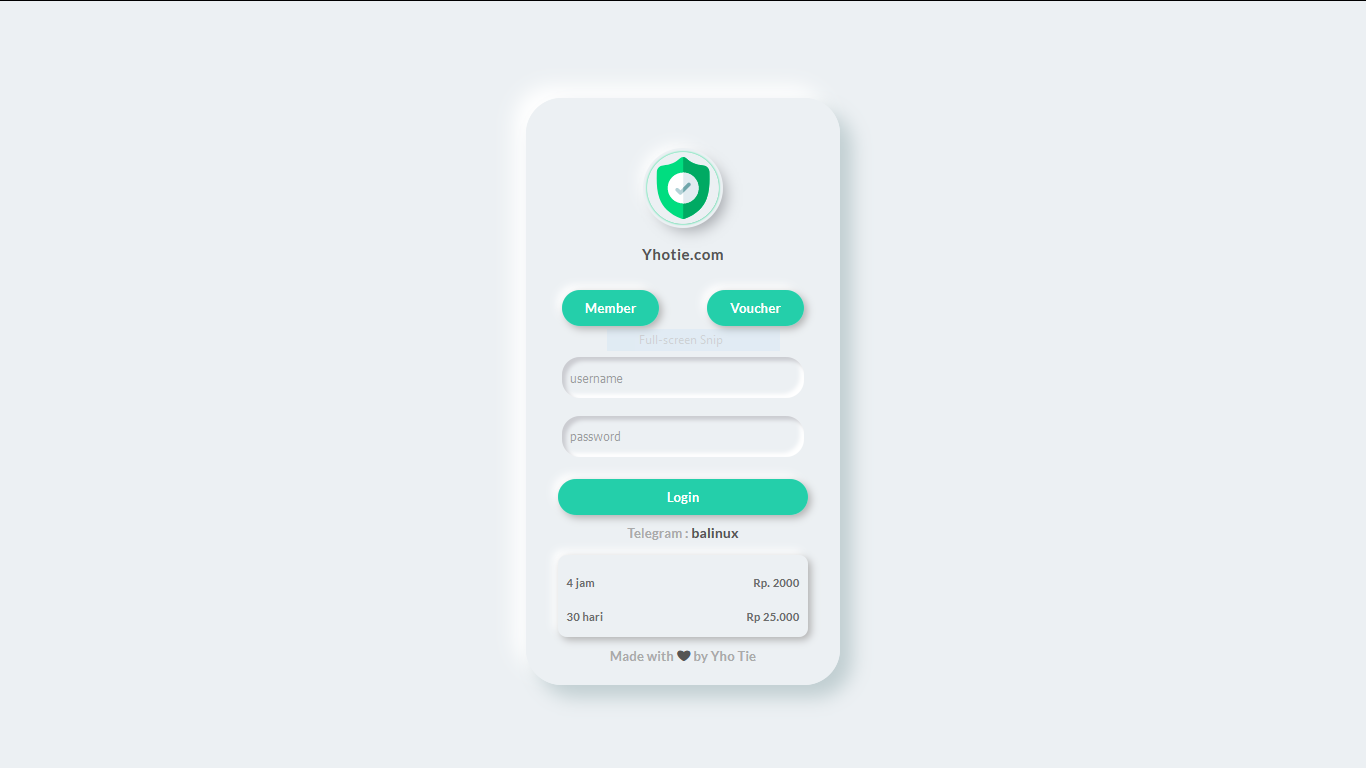 Yhotie.com
Member Voucher
Full-screen Snip
username
password
Login
Telegram : balinux
4 jam Rp. 2000
30 hari Rp 25.000
Made with ♥ by Yho Tie